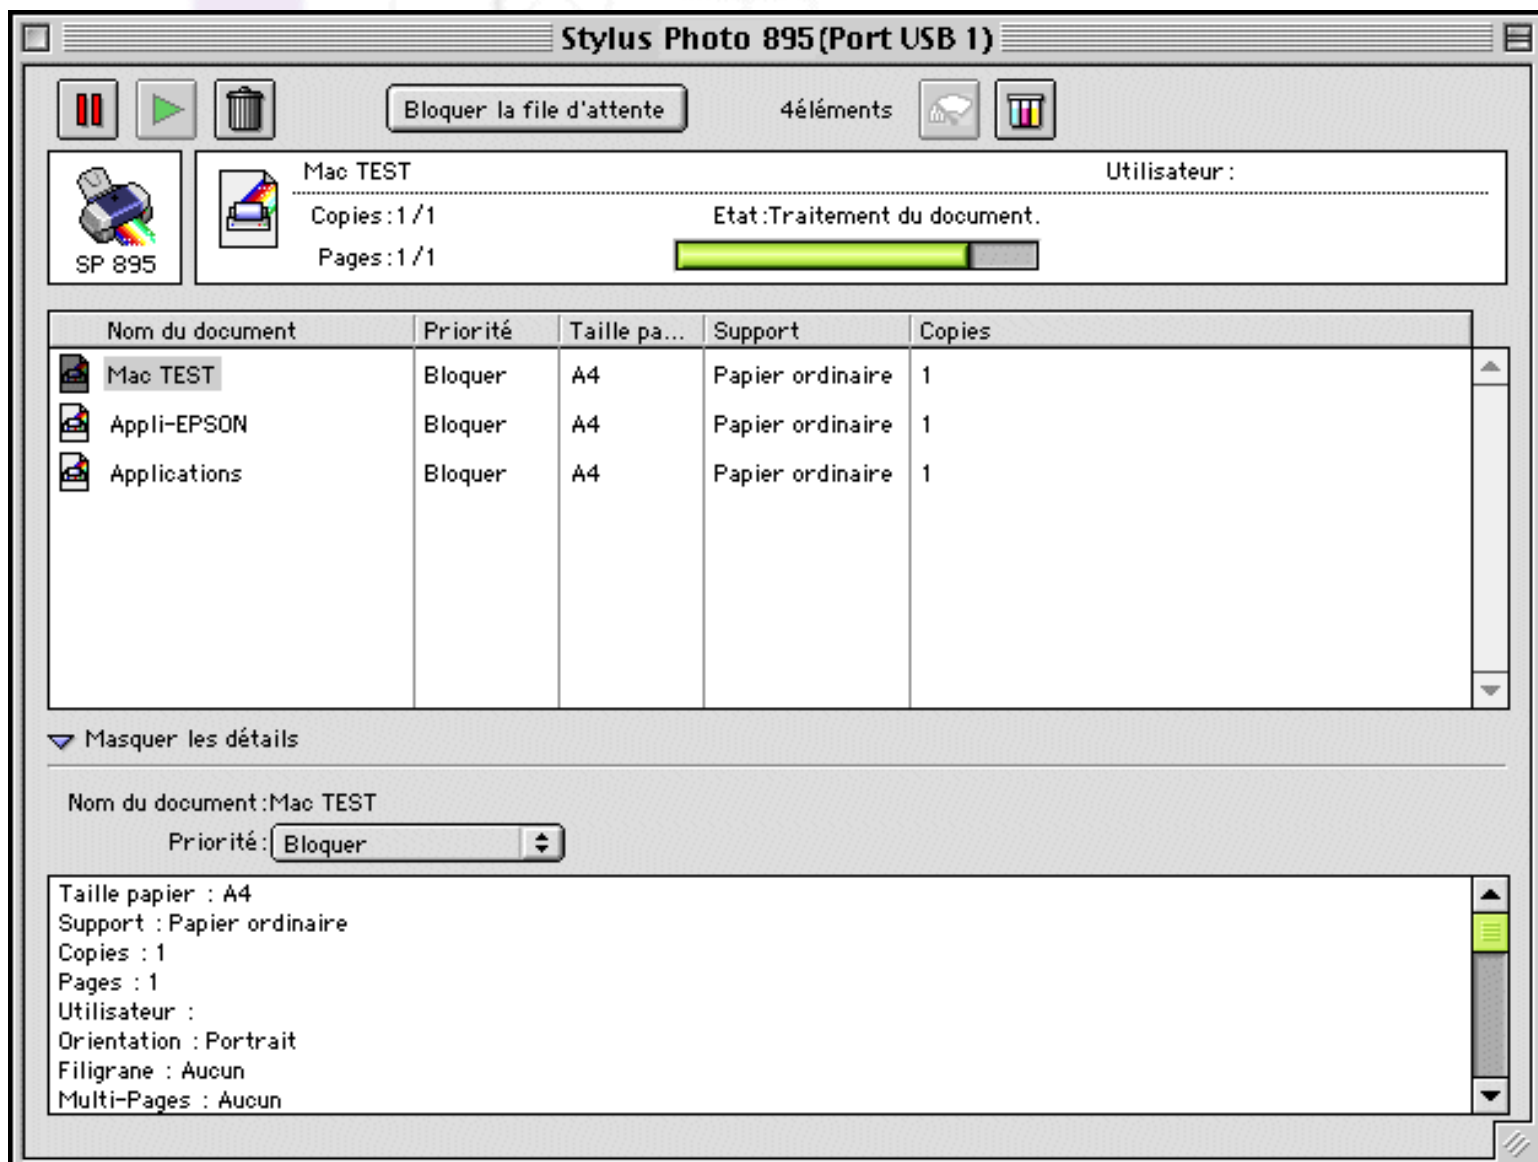 Stylus Photo 895(Port USB 1)
Bloquer la file d'attente 4éléments
Mac TEST Utilisateur :
Copies:1/1 Etat:Traitement du document.
SP 895 Pages:1/1
Nom du document Priorité Taille pa... Support Copies
Mac TEST Bloquer A4 Papier ordinaire 1
Appli-EPSON Bloquer A4 Papier ordinaire 1
Applications Bloquer A4 Papier ordinaire 1
Masquer les détails
Nom du document:Mac TEST
Priorité: Bloquer
Taille papier : A4
Support : Papier ordinaire
Copies : 1
Pages : 1
Utilisateur :
Orientation : Portrait
Filigrane : Aucun
Multi-Pages : Aucun